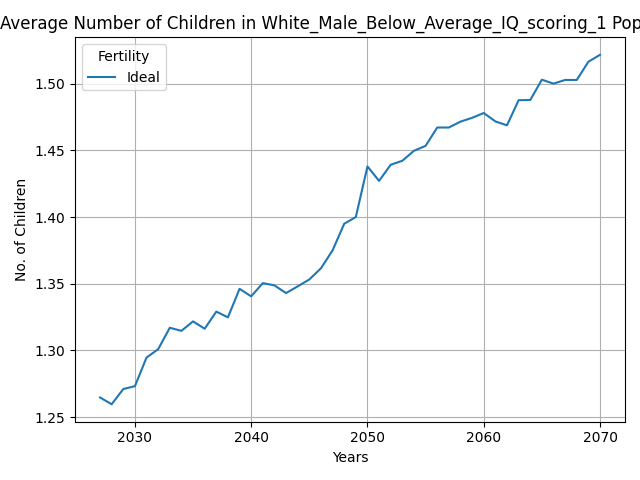 Average Number of Children in White_Male_Below_Average_IQ_scoring_1 Pop
Fertility
Ideal
No. of Children
1.50
1.45
1.40
1.35
1.30
1.25
2030 2040 2050 2060 2070
Years